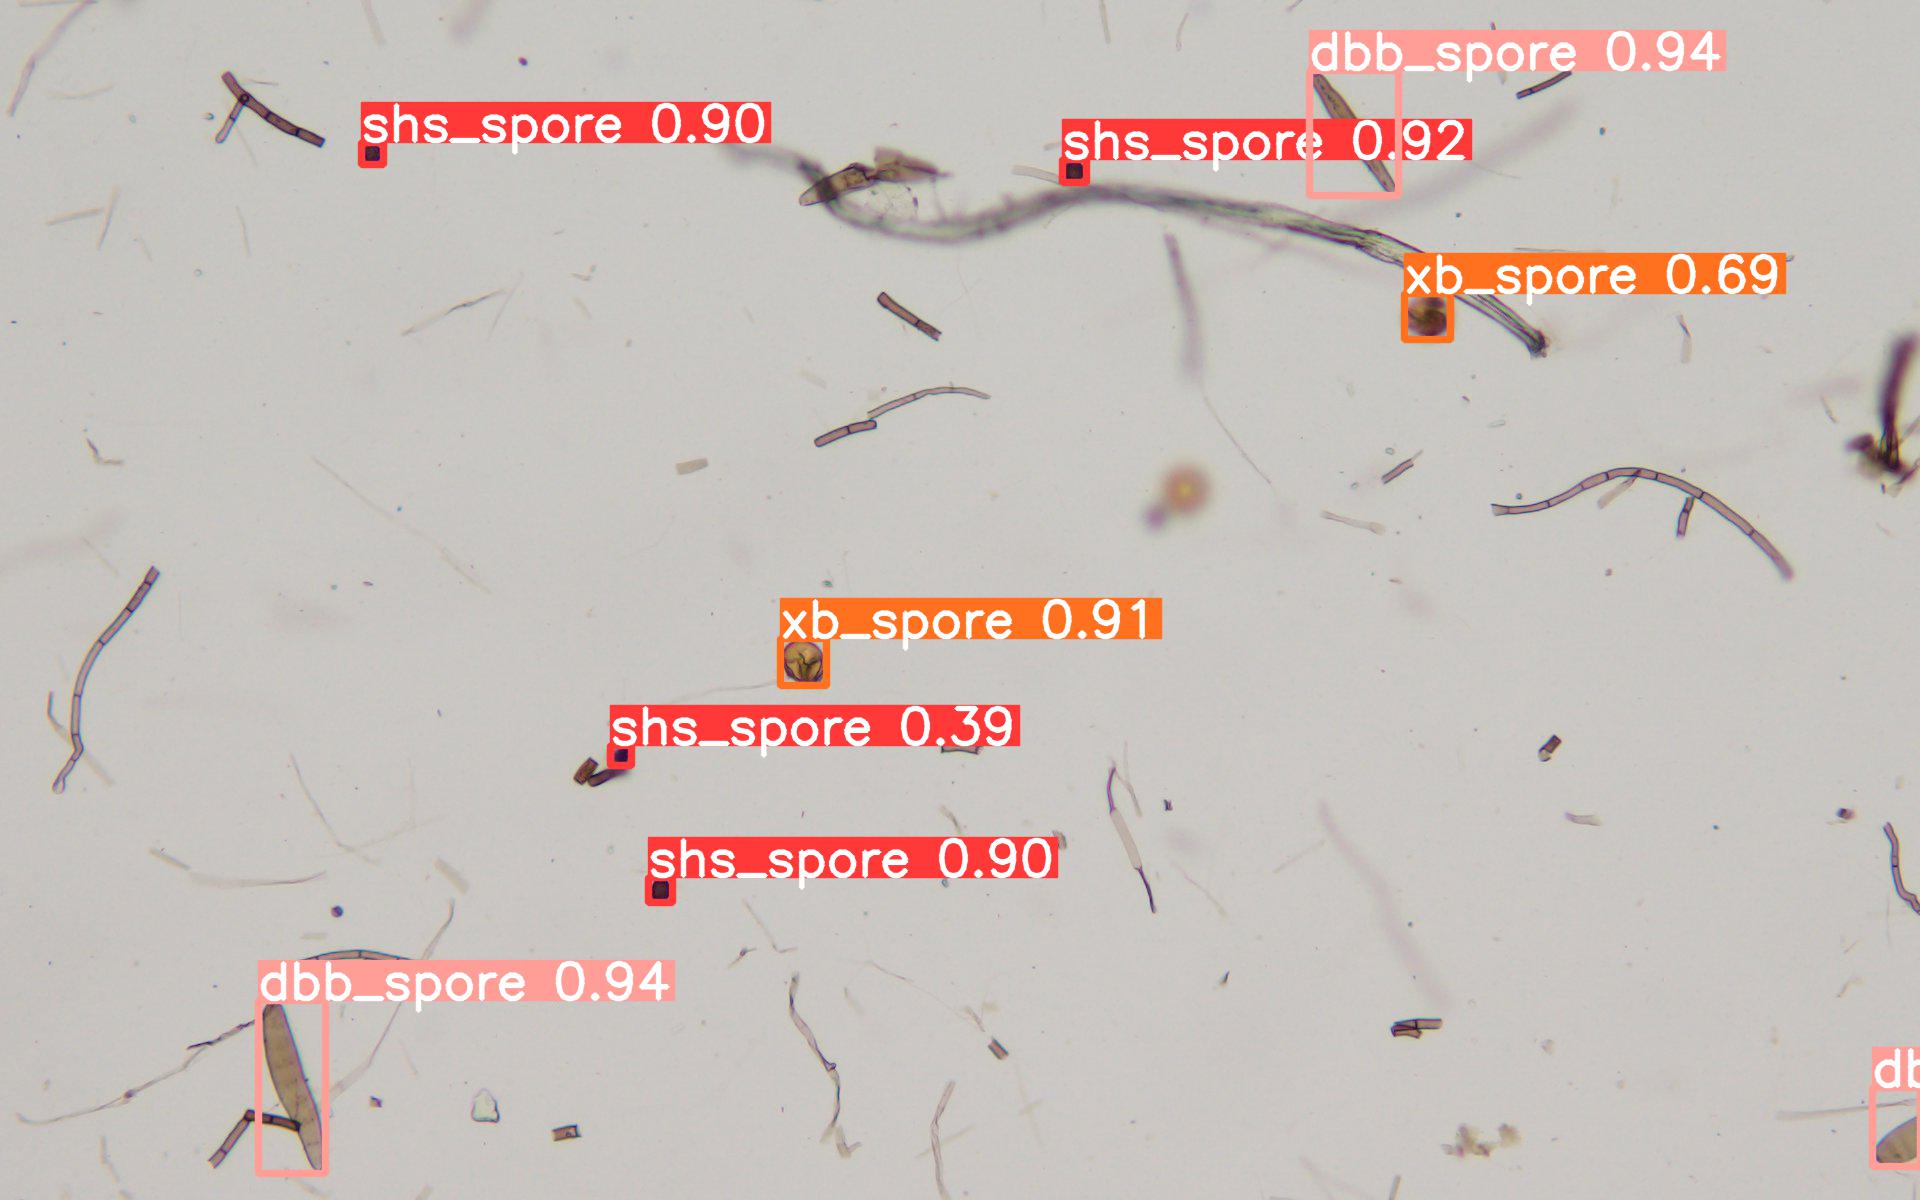 dbb_spore 0.94
shs_spore 0.90
shs_spore 0.92
xb_spore 0.69
xb_spore 0.91
shs_spore 0.39
shs_spore 0.90
dbb_spore 0.94
db